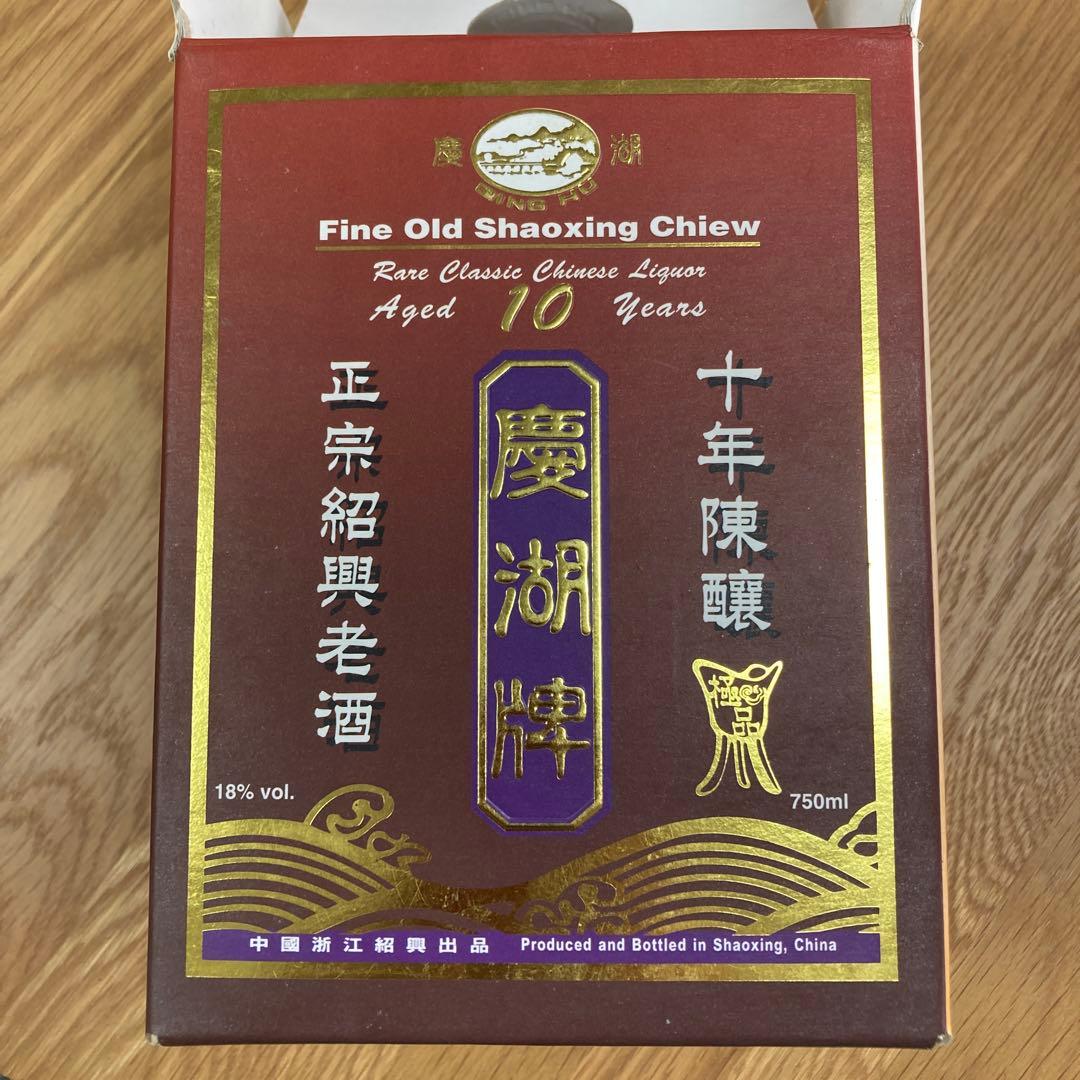 慶 湖
QING HU
Fine Old Shaoxing Chiew
Rare Classic Chinese Liquor
Aged 10 Years
十年陳釀
極品
慶湖牌
正宗紹興老酒
18% vol.
750ml
中國浙江紹興出品 Produced and Bottled in Shaoxing, China